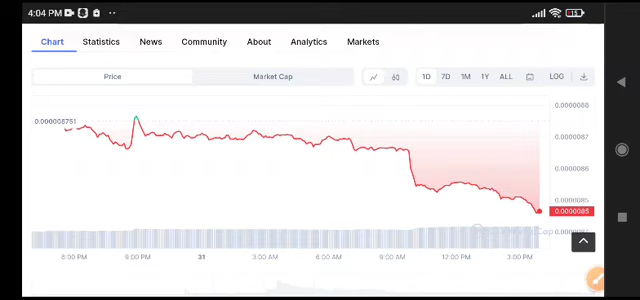 4:04 PM
Chart Statistics News Community About Analytics Markets
Price Market Cap 1D 7D 1M 1Y ALL LOG
0.0000088
0.000008751
0.0000087
0.0000086
0.0000085
0.0000085
6:00 PM 9:00 PM 31 3:00 AM 6:00 AM 9:00 AM 12:00 PM 3:00 PM